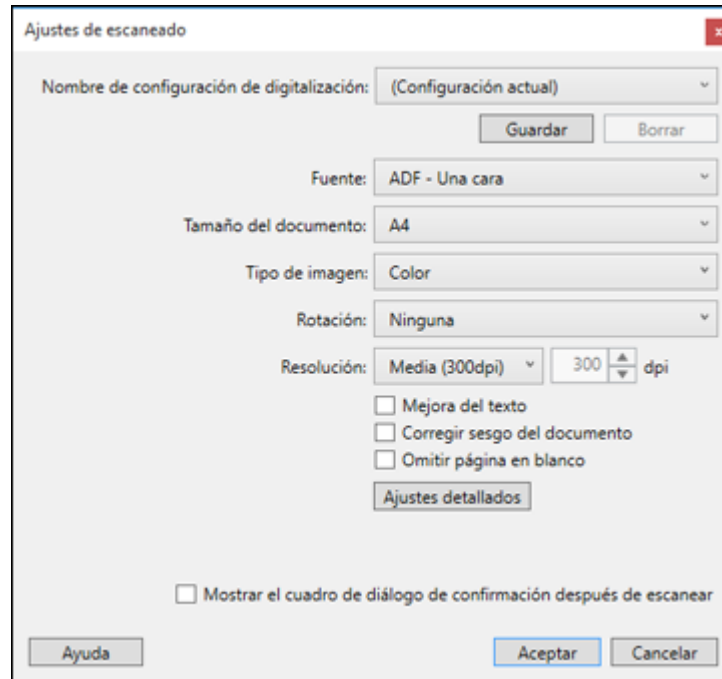 Ajustes de escaneado
x
Nombre de configuración de digitalización: (Configuración actual)
Guardar Borrar
Fuente: ADF - Una cara
Tamaño del documento: A4
Tipo de imagen: Color
Rotación: Ninguna
Resolución: Media (300dpi) 300 dpi
Mejora del texto
Corregir sesgo del documento
Omitir página en blanco
Ajustes detallados
Mostrar el cuadro de diálogo de confirmación después de escanear
Ayuda Aceptar Cancelar